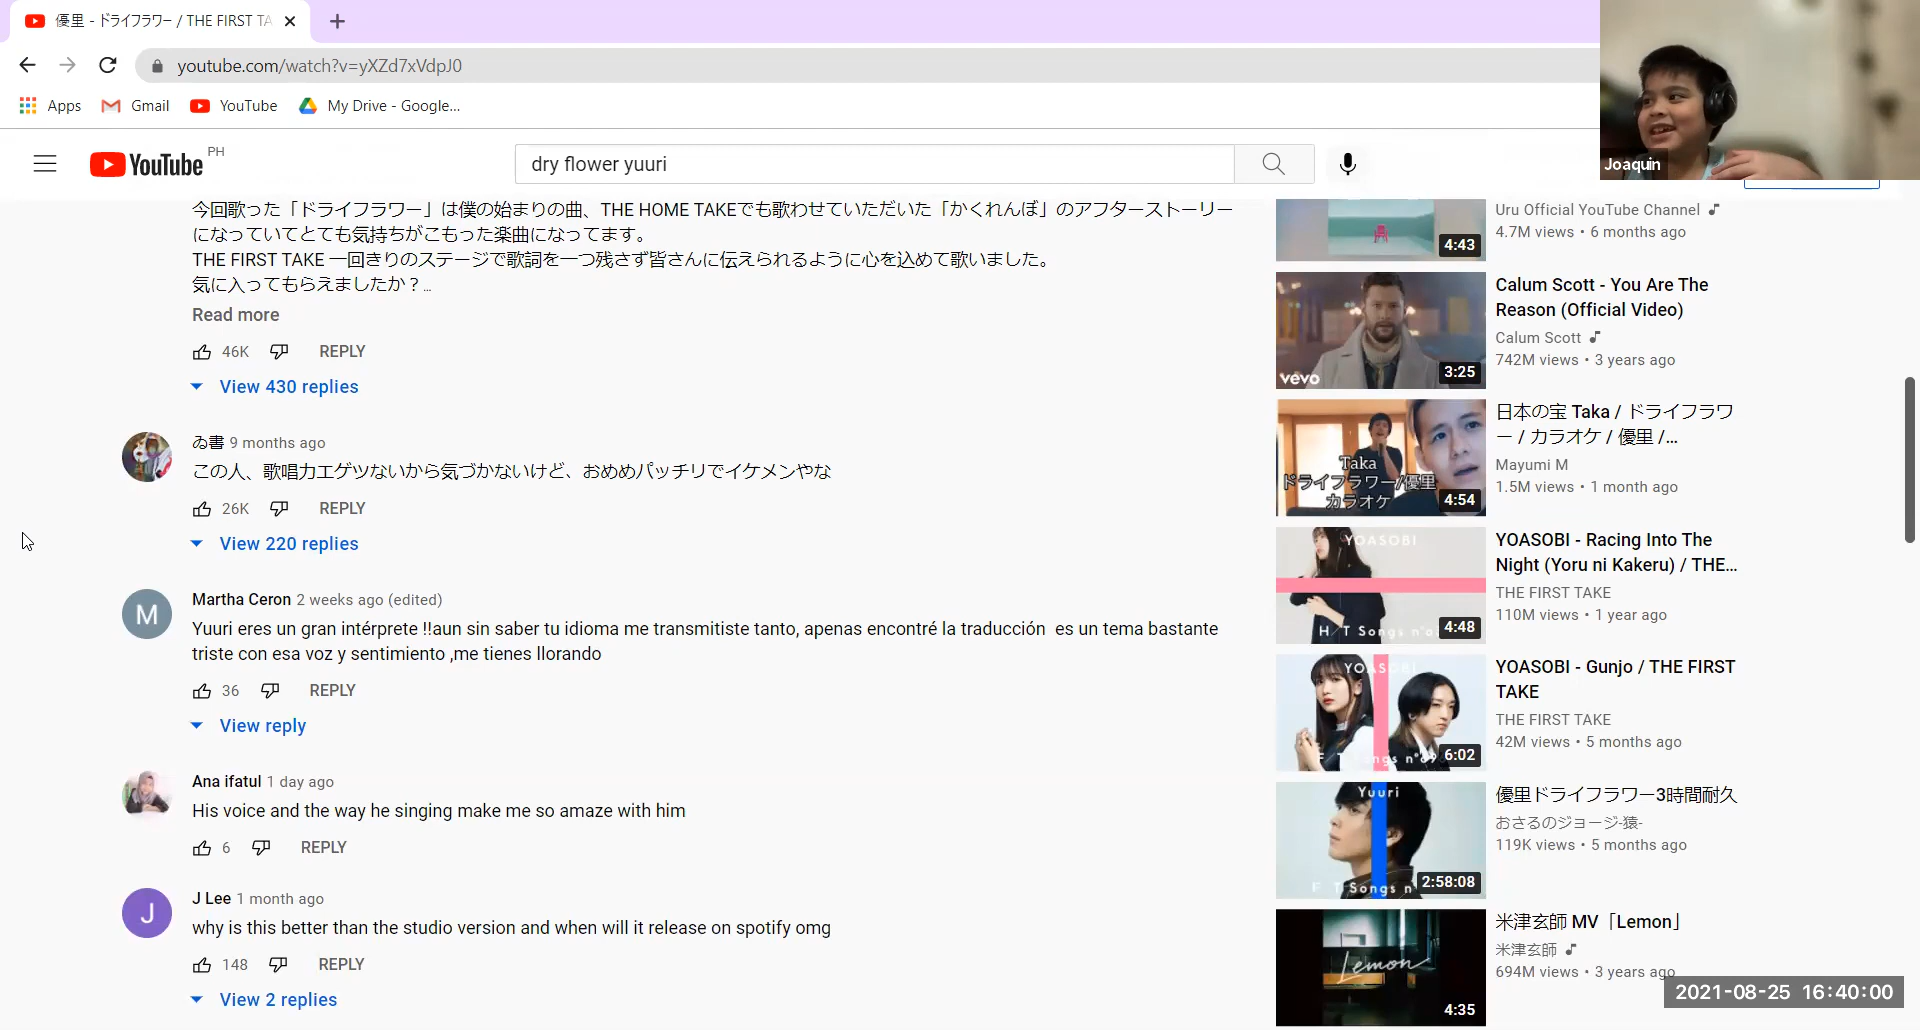 優里 - ドライフラワー / THE FIRST TA
youtube.com/watch?v=yXZd7xVdpJ0
Apps
Gmail
YouTube
My Drive - Google...
Joaquin
YouTube PH
dry flower yuuri
今回歌った「ドライフラワー」は僕の始まりの曲、THE HOME TAKEでも歌わせていただいた「かくれんぼ」のアフターストーリー
になっていてとても気持ちがこもった楽曲になってます。
THE FIRST TAKE 一回きりのステージで歌詞を一つ残さず皆さんに伝えられるように心を込めて歌いました。
気に入ってもらえましたか？...
Read more
46K
REPLY
View 430 replies
ゐ書 9 months ago
この人、歌唱力エゲツないから気づかないけど、おめめパッチリでイケメンやな
26K
REPLY
View 220 replies
M
Martha Ceron 2 weeks ago (edited)
Yuuri eres un gran intérprete !!aun sin saber tu idioma me transmitiste tanto, apenas encontré la traducción es un tema bastante
triste con esa voz y sentimiento ,me tienes llorando
36
REPLY
View reply
Ana ifatul 1 day ago
His voice and the way he singing make me so amaze with him
6
REPLY
J
J Lee 1 month ago
why is this better than the studio version and when will it release on spotify omg
148
REPLY
View 2 replies
4:43
Uru Official YouTube Channel
4.7M views • 6 months ago
vevo
3:25
Calum Scott - You Are The
Reason (Official Video)
Calum Scott
742M views • 3 years ago
Taka
ドライフラワー/優里
カラオケ
4:54
日本の宝 Taka / ドライフラワ
ー / カラオケ / 優里 /...
Mayumi M
1.5M views • 1 month ago
YOASOBI
H/T Songs
4:48
YOASOBI - Racing Into The
Night (Yoru ni Kakeru) / THE...
THE FIRST TAKE
110M views • 1 year ago
YOASOBI
6:02
YOASOBI - Gunjo / THE FIRST
TAKE
THE FIRST TAKE
42M views • 5 months ago
Yuuri
F T Songs n
2:58:08
優里ドライフラワー3時間耐久
おさるのジョージ-猿-
119K views • 5 months ago
Lemon
4:35
米津玄師 MV「Lemon」
米津玄師
694M views • 3 years ago
2021-08-25 16:40:00